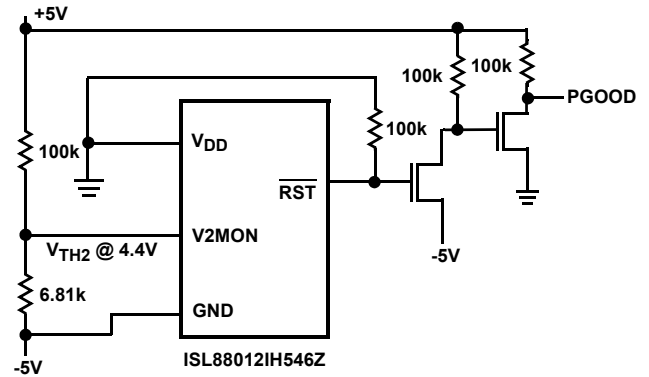 +5V
100k
100k
PGOOD
100k
VDD
100k
RST
V2MON
VTH2 @ 4.4V
-5V
6.81k
GND
-5V
ISL88012IH546Z